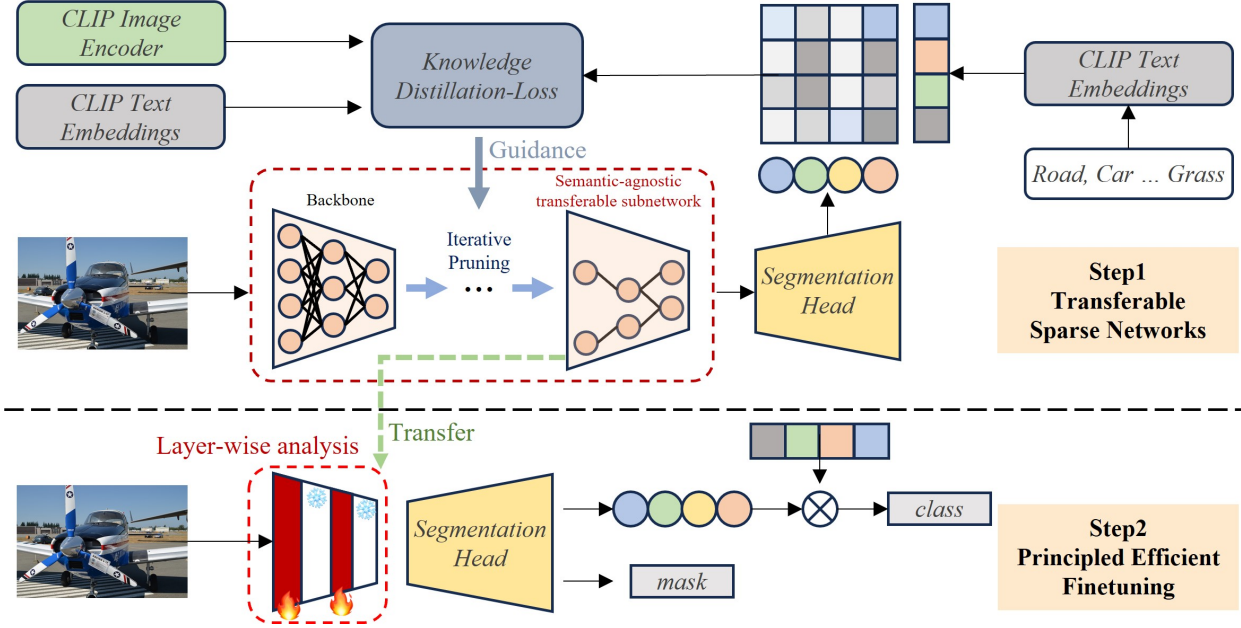 CLIP Image
Encoder
CLIP Text
Embeddings
Knowledge
Distillation-Loss
CLIP Text
Embeddings
Road, Car ... Grass
Guidance
Backbone
Iterative
Pruning
...
Semantic-agnostic
transferable subnetwork
Segmentation
Head
Step1
Transferable
Sparse Networks
Transfer
Layer-wise analysis
Segmentation
Head
class
mask
Step2
Principled Efficient
Finetuning